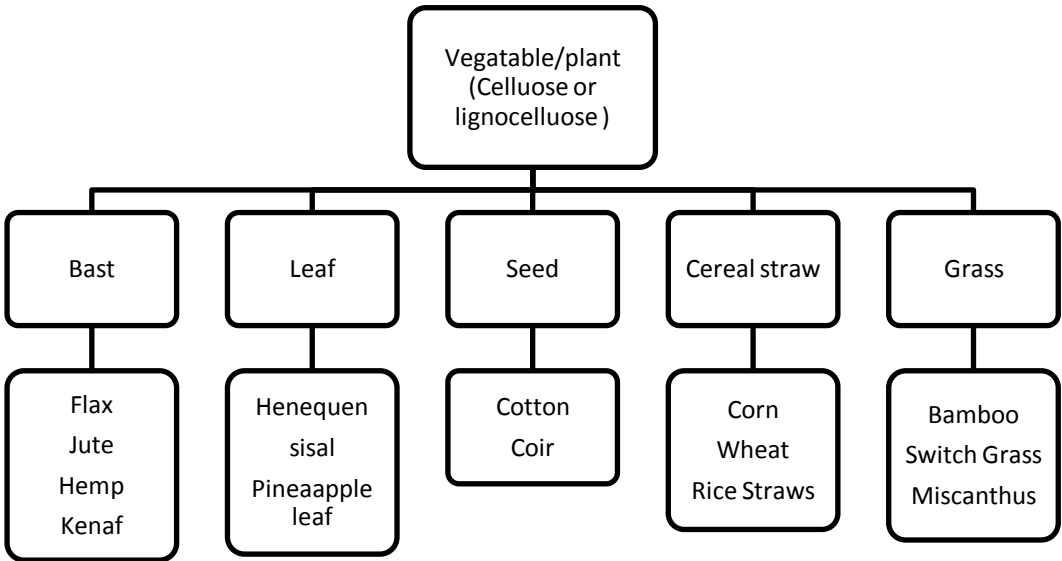 Vegatable/plant
(Celluose or
lignocelluose )
Bast
Leaf
Seed
Cereal straw
Grass
Flax
Jute
Hemp
Kenaf
Henequen
sisal
Pineaapple
leaf
Cotton
Coir
Corn
Wheat
Rice Straws
Bamboo
Switch Grass
Miscanthus